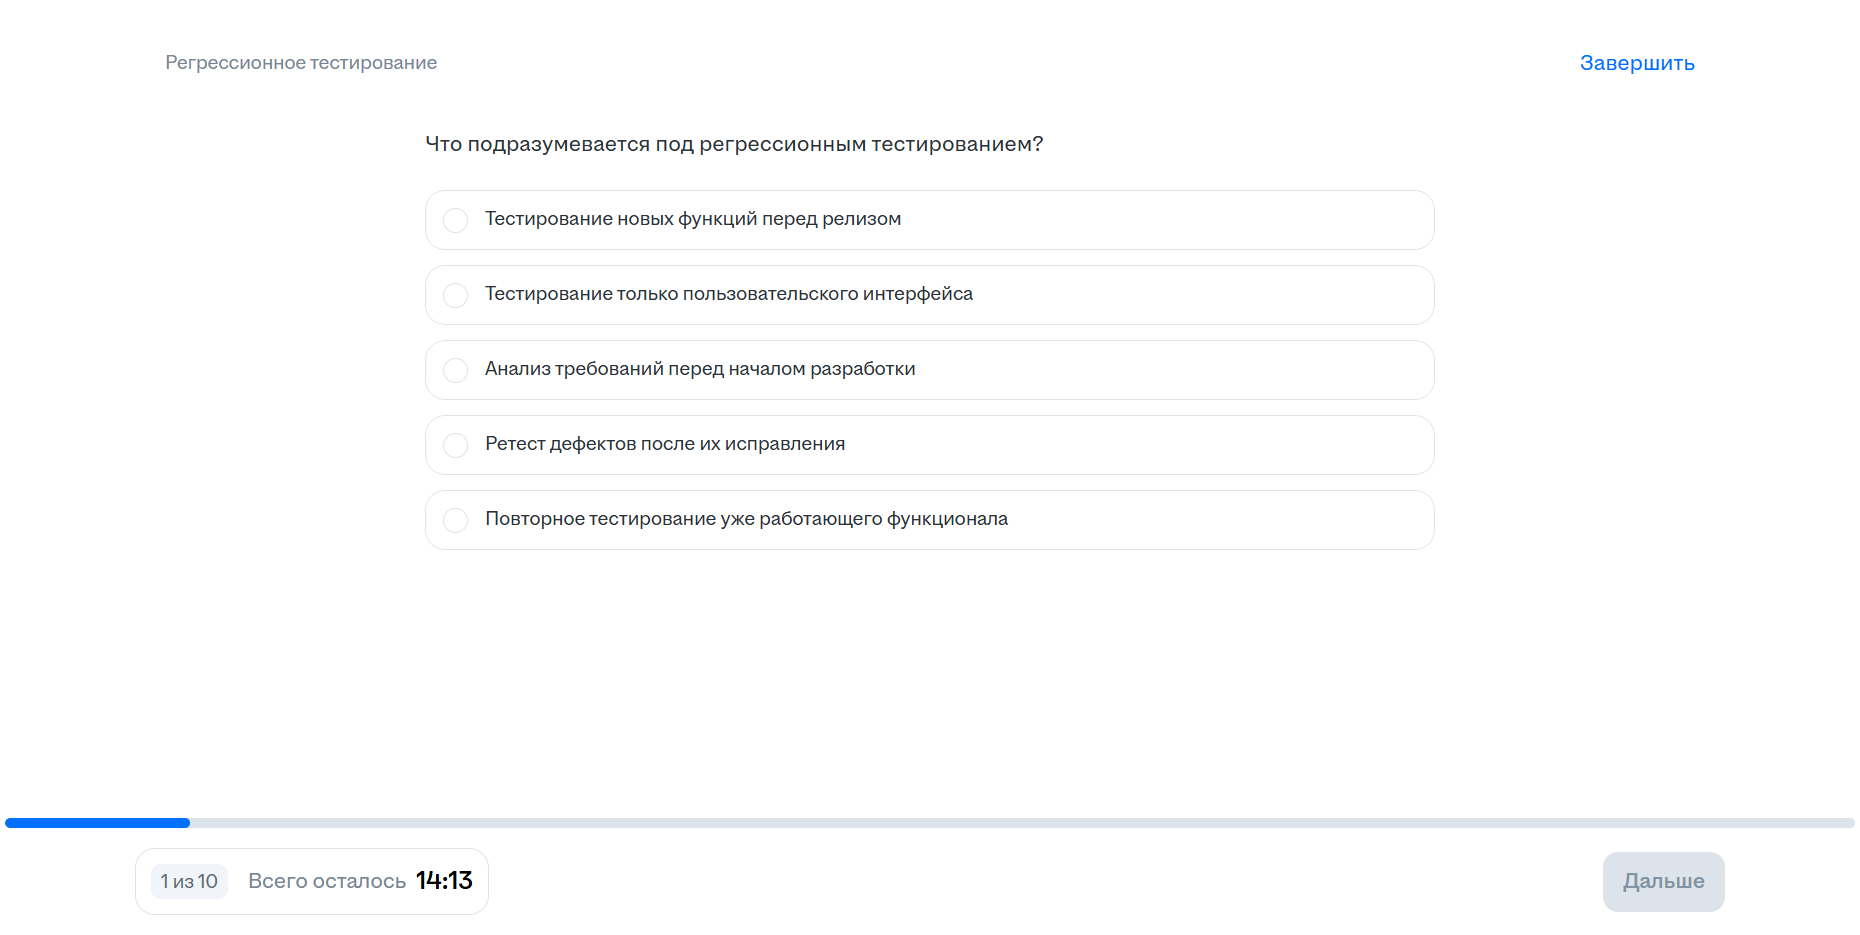 Регрессионное тестирование
Завершить
Что подразумевается под регрессионным тестированием?
Тестирование новых функций перед релизом
Тестирование только пользовательского интерфейса
Анализ требований перед началом разработки
Ретест дефектов после их исправления
Повторное тестирование уже работающего функционала
1 из 10 Всего осталось 14:13
Дальше